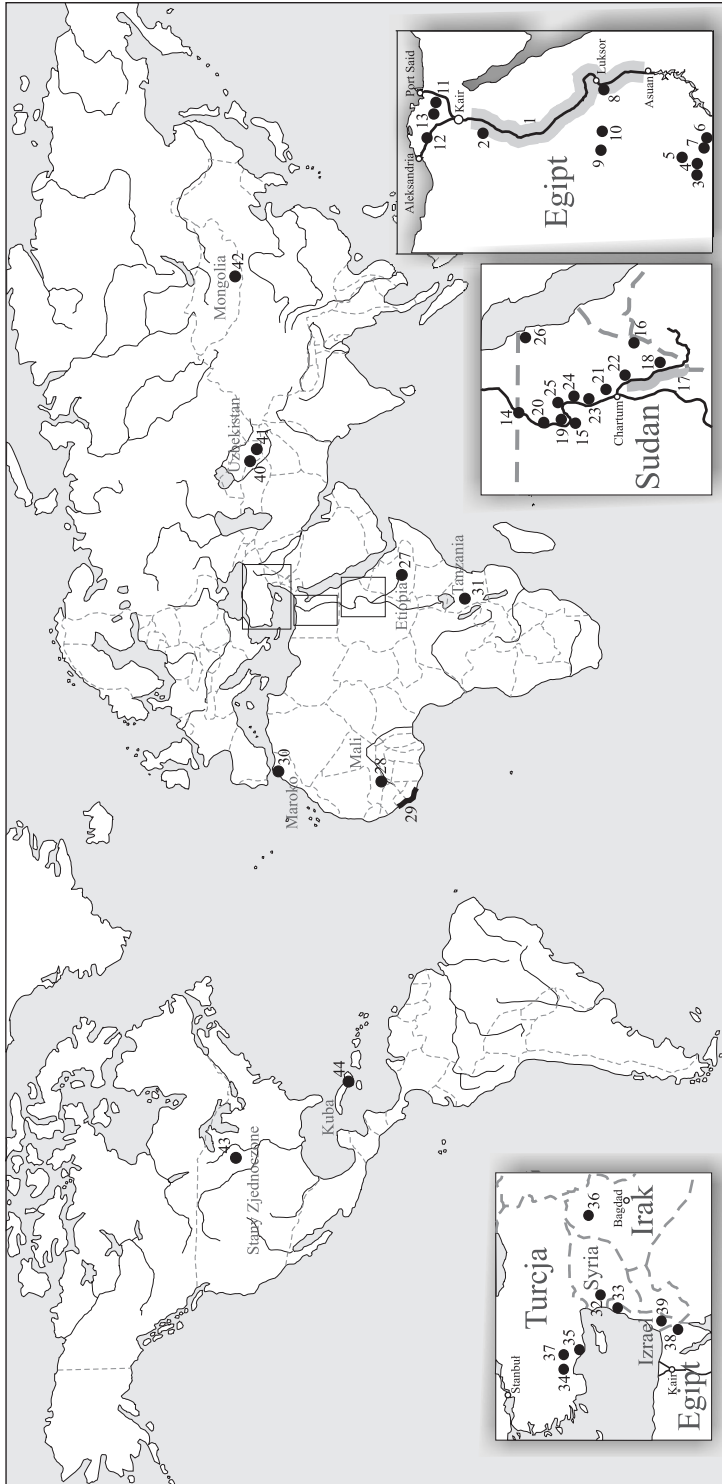 Stany Zjednoczone
43
Kuba
44
Maroko
30
Mali
28
29
Etiopia
27
Tanzania
31
Uzbekistan
40
41
Mongolia
42
Stanbuł
Turcja
34
37
35
32
Syria
33
36
Bagdad
Irak
Izrael
39
38
Kair
Egipt
14
26
20
25
19
24
15
23
21
22
16
Chartum
18
17
Sudan
Aleksandria
Port Said
12
13
11
Kair
2
1
Egipt
9
10
Luksor
8
Asuan
5
4
3
7
6